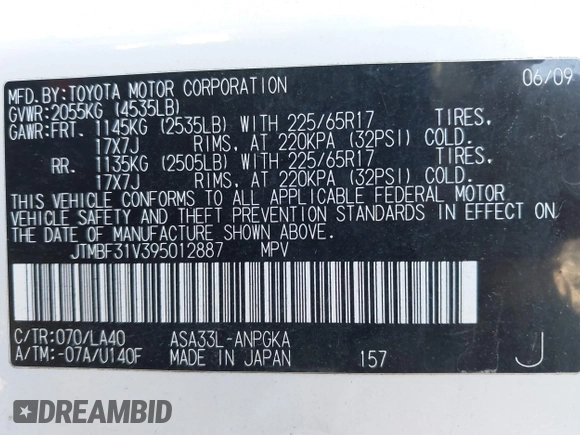 MFD.BY:TOYOTA MOTOR CORPORATION 06/09
GVWR:2055KG (4535LB)
GAWR:FRT. 1145KG (2535LB) WITH 225/65R17 TIRES.
17X7J RIMS, AT 220KPA (32PSI) COLD.
RR. 1135KG (2505LB) WITH 225/65R17 TIRES.
17X7J RIMS, AT 220KPA (32PSI) COLD.
THIS VEHICLE CONFORMS TO ALL APPLICABLE FEDERAL MOTOR
VEHICLE SAFETY AND THEFT PREVENTION STANDARDS IN EFFECT ON
THE DATE OF MANUFACTURE SHOWN ABOVE.
JTMBF31V395012887 MPV
C/TR:070/LA40 ASA33L-ANPGKA
A/TM:-07A/U140F MADE IN JAPAN 157 J
DREAMBID